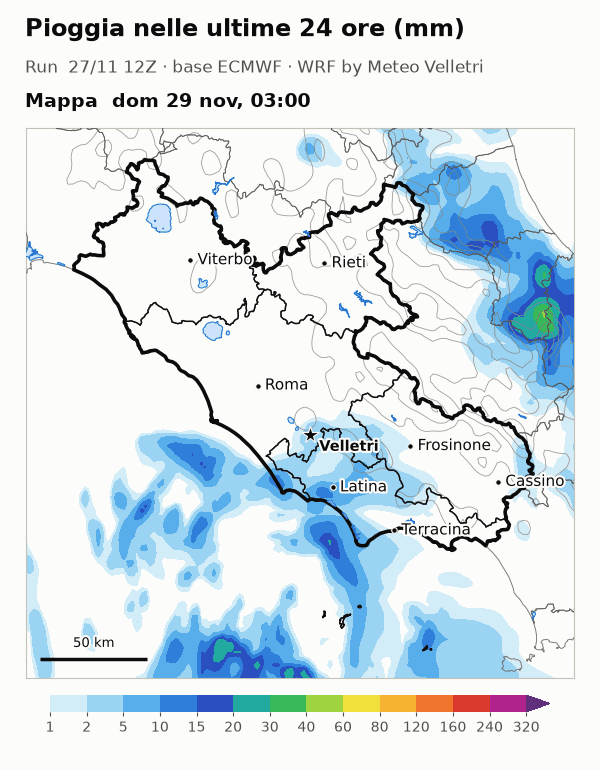 Pioggia nelle ultime 24 ore (mm)
Run 27/11 12Z · base ECMWF · WRF by Meteo Velletri
Mappa dom 29 nov, 03:00
Viterbo
Rieti
Roma
Velletri
Frosinone
Cassino
Latina
Terracina
50 km
1 2 5 10 15 20 30 40 60 80 120 160 240 320